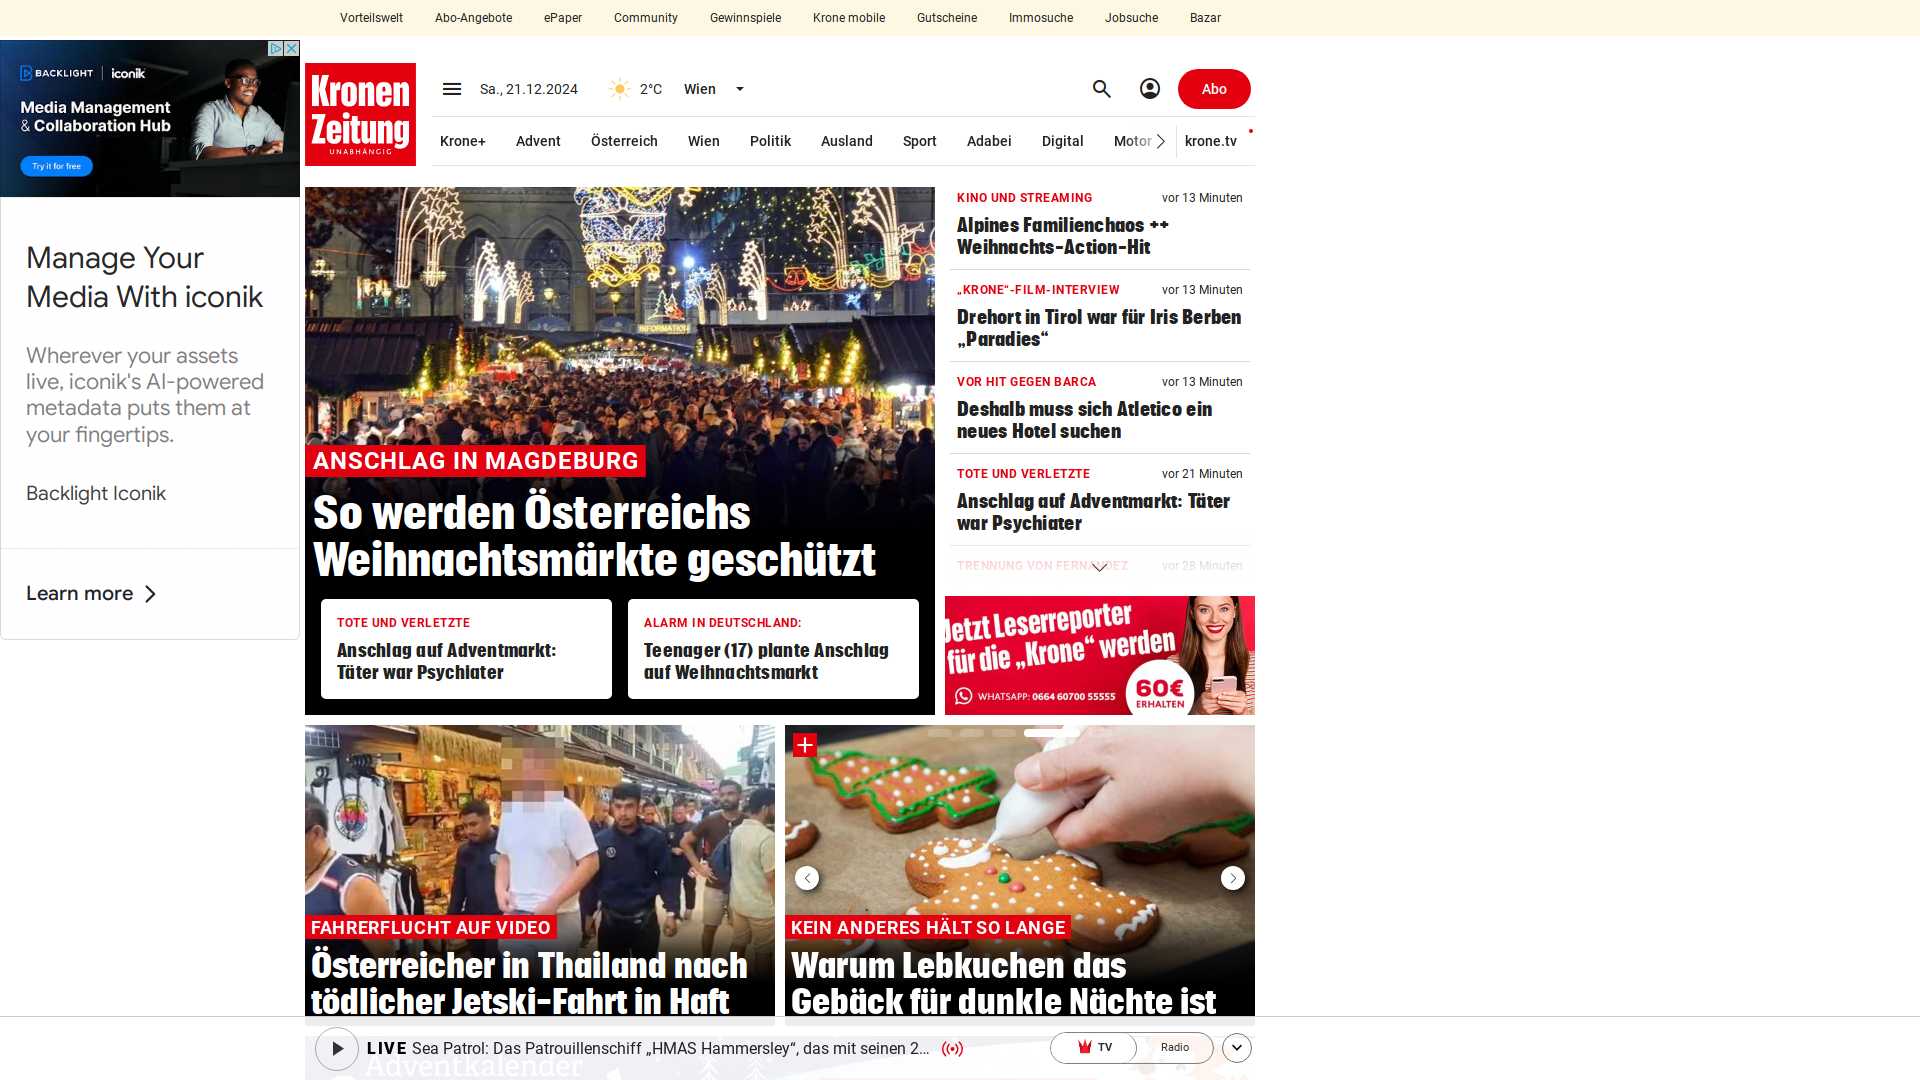 Vorteilswelt
Abo-Angebote
ePaper
Community
Gewinnspiele
Krone mobile
Gutscheine
Immosuche
Jobsuche
Bazar
BACKLIGHT | iconik
Media Management
& Collaboration Hub
Try it for free
Manage Your
Media With iconik
Wherever your assets
live, iconik's AI-powered
metadata puts them at
your fingertips.
Backlight Iconik
Learn more
Kronen
Zeitung
UNABHÄNGIG
Sa., 21.12.2024
2°C
Wien
Abo
Krone+
Advent
Österreich
Wien
Politik
Ausland
Sport
Adabei
Digital
Motor
krone.tv
INFORMATION
ANSCHLAG IN MAGDEBURG
So werden Österreichs
Weihnachtsmärkte geschützt
TOTE UND VERLETZTE
Anschlag auf Adventmarkt:
Täter war Psychiater
ALARM IN DEUTSCHLAND:
Teenager (17) plante Anschlag
auf Weihnachtsmarkt
KINO UND STREAMING
vor 13 Minuten
Alpines Familienchaos ++
Weihnachts-Action-Hit
„KRONE“-FILM-INTERVIEW
vor 13 Minuten
Drehort in Tirol war für Iris Berben
„Paradies“
VOR HIT GEGEN BARCA
vor 13 Minuten
Deshalb muss sich Atletico ein
neues Hotel suchen
TOTE UND VERLETZTE
vor 21 Minuten
Anschlag auf Adventmarkt: Täter
war Psychiater
TRENNUNG VON FERNANDEZ
vor 28 Minuten
Jetzt Leserreporter
für die „Krone“ werden
WHATSAPP: 0664 60700 55555
60€
ERHALTEN
FAHRERFLUCHT AUF VIDEO
Österreicher in Thailand nach
tödlicher Jetski-Fahrt in Haft
KEIN ANDERES HÄLT SO LANGE
Warum Lebkuchen das
Gebäck für dunkle Nächte ist
LIVE Sea Patrol: Das Patrouillenschiff „HMAS Hammersley“, das mit seinen 2...
TV
Radio
Adventkalender